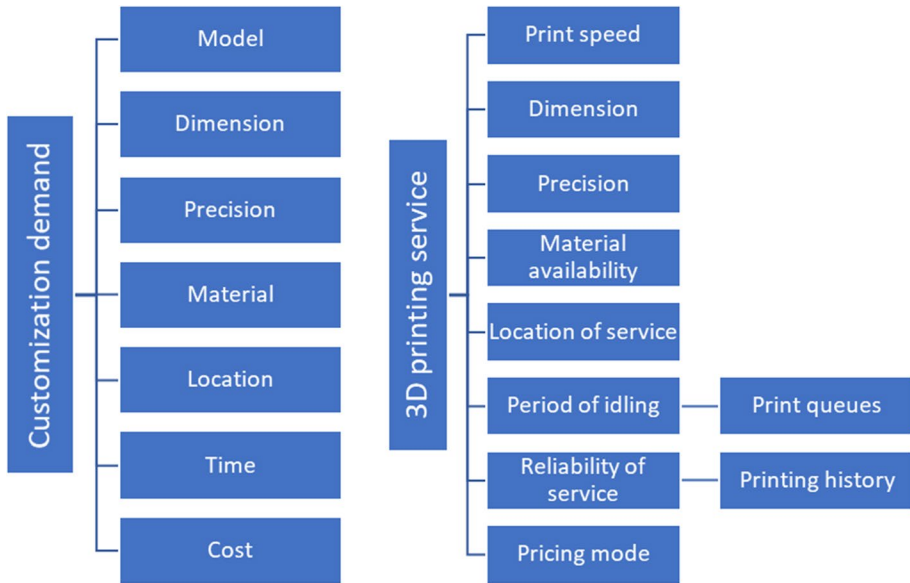 Customization demand
Model
Dimension
Precision
Material
Location
Time
Cost
3D printing service
Print speed
Dimension
Precision
Material
availability
Location of service
Period of idling
Print queues
Reliability of
service
Printing history
Pricing mode